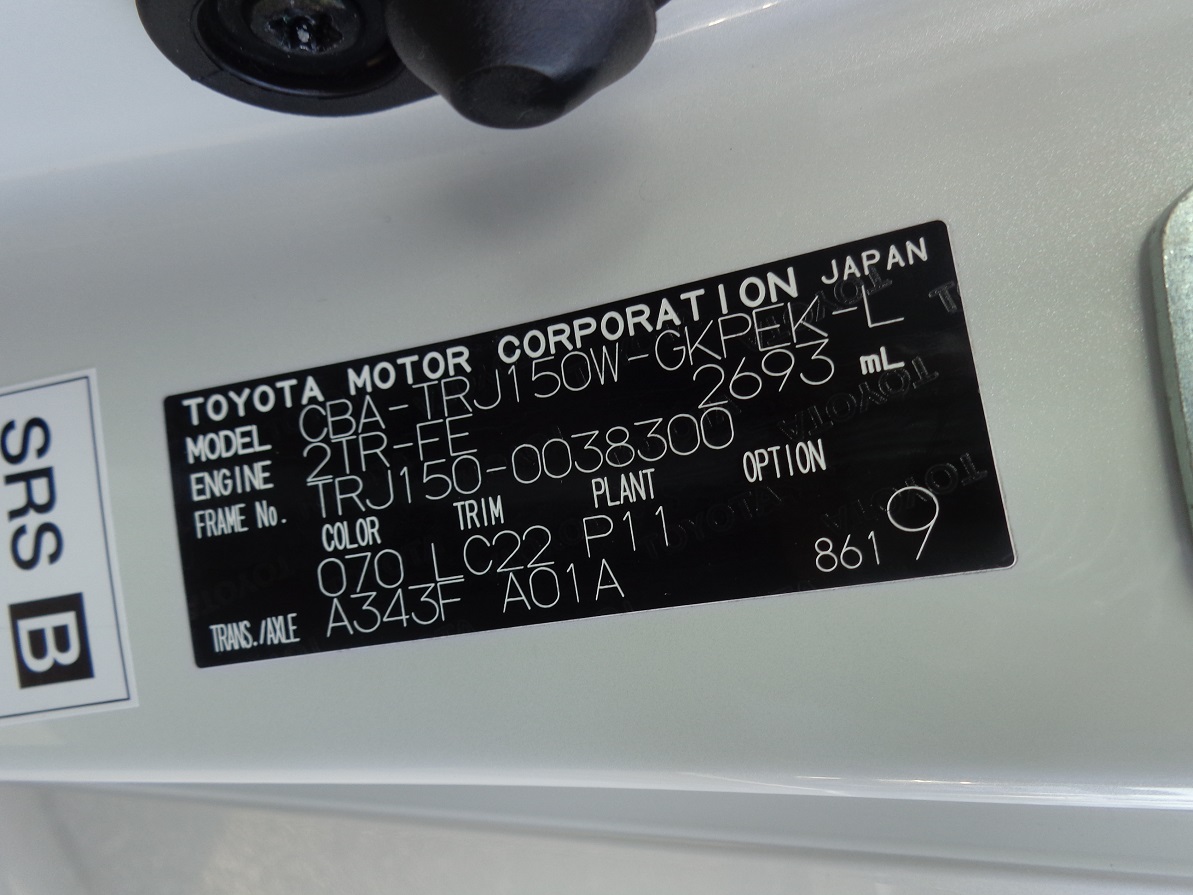 TOYOTA MOTOR CORPORATION JAPAN
MODEL CBA-TRJ150W-GKPEK-L
ENGINE 2TR-FE 2693 mL
FRAME No. TRJ150-0038300
COLOR TRIM PLANT OPTION
070 LC22 P11
TRANS./AXLE A343F A01A 8619
SRS B